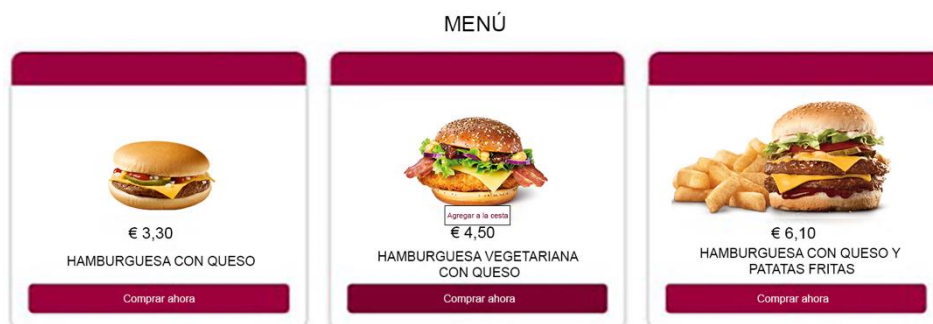 MENÚ
€ 3,30
HAMBURGUESA CON QUESO
Comprar ahora
Agregar a la cesta
€ 4,50
HAMBURGUESA VEGETARIANA
CON QUESO
Comprar ahora
€ 6,10
HAMBURGUESA CON QUESO Y
PATATAS FRITAS
Comprar ahora